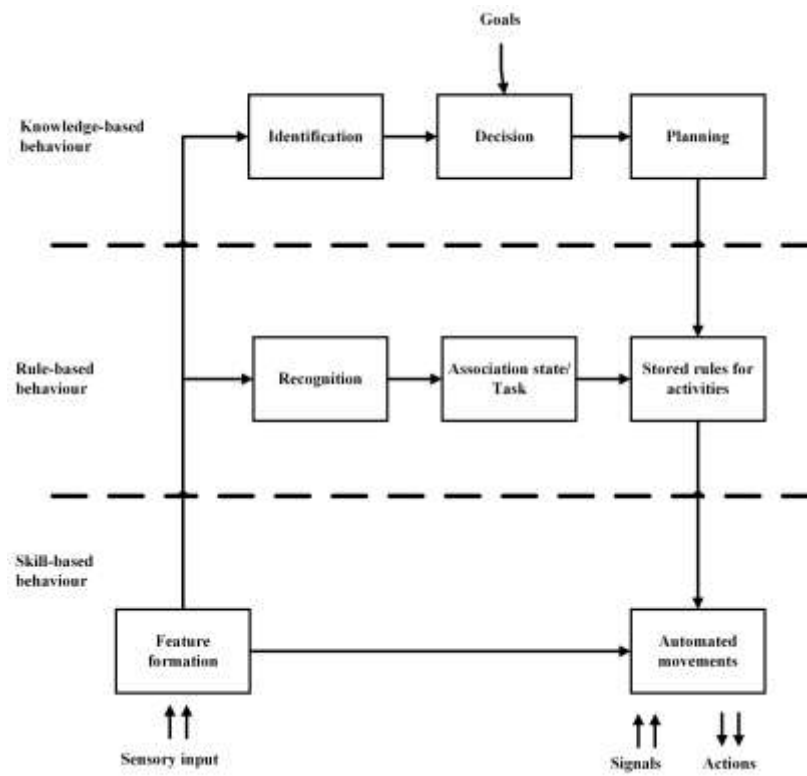 Goals
Knowledge-based
behaviour
Identification
Decision
Planning
Rule-based
behaviour
Recognition
Association state/
Task
Stored rules for
activities
Skill-based
behaviour
Feature
formation
Automated
movements
Sensory input
Signals
Actions